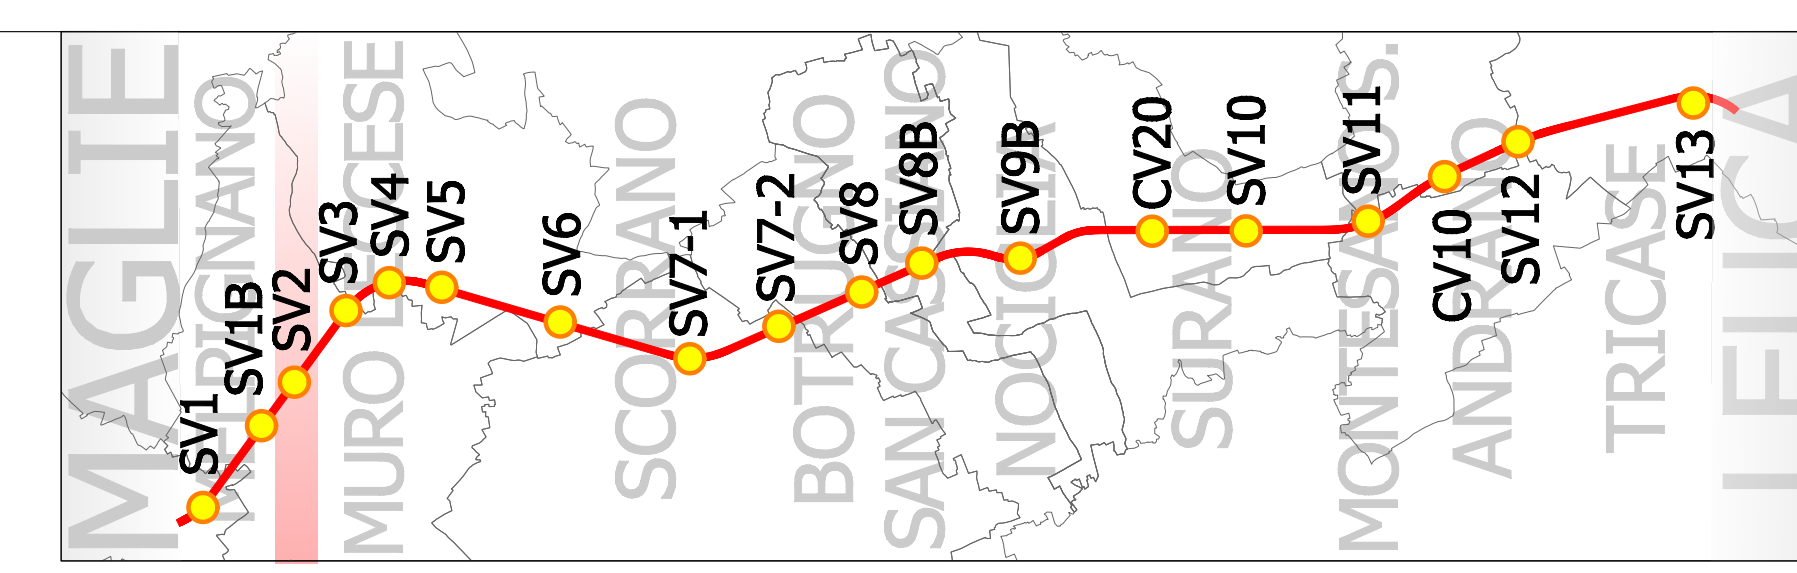 MAGLIE
MELPIGNANO
MURO LECCESE
SCORRANO
BOTRUGNO
SAN CASSIANO
NOCIGLIA
SURANO
MONTESANO S.
ANDRANO
TRICASE
SV1
SV1B
SV2
SV3
SV4
SV5
SV6
SV7-1
SV7-2
SV8
SV8B
SV9B
CV20
SV10
SV11
CV10
SV12
SV13